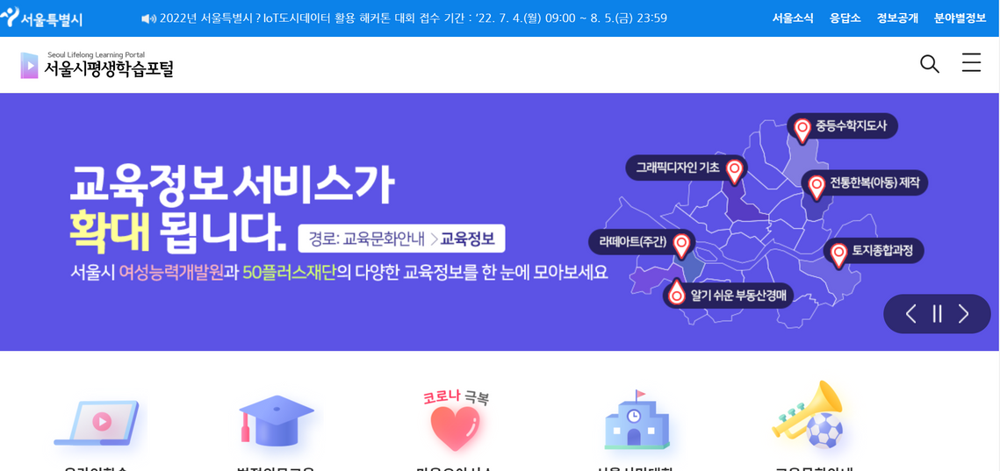 서울특별시
2022년 서울특별시?IoT도시데이터 활용 해커톤 대회 접수 기간 : ‘22. 7. 4.(월) 09:00 ~ 8. 5.(금) 23:59
서울소식 응답소 정보공개 분야별정보
Seoul Lifelong Learning Portal
서울시평생학습포털
교육정보 서비스가
확대 됩니다.
경로: 교육문화안내 >교육정보
서울시 여성능력개발원과 50플러스재단의 다양한 교육정보를 한 눈에 모아보세요
중등수학지도사
그래픽디자인 기초
전통한복(아동) 제작
라떼아트(주간)
토지종합과정
알기 쉬운 부동산경매
코로나 극복